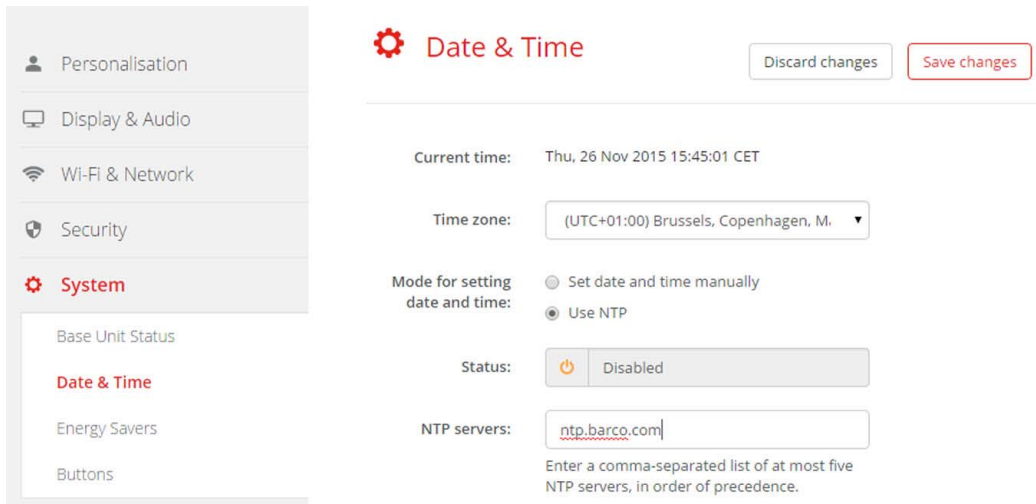 Personalisation
Display & Audio
Wi-Fi & Network
Security
System
Base Unit Status
Date & Time
Energy Savers
Buttons
Date & Time
Discard changes
Save changes
Current time: Thu, 26 Nov 2015 15:45:01 CET
Time zone: (UTC+01:00) Brussels, Copenhagen, M
Mode for setting
date and time:
Set date and time manually
Use NTP
Status: Disabled
NTP servers: ntp.barco.com
Enter a comma-separated list of at most five
NTP servers, in order of precedence.